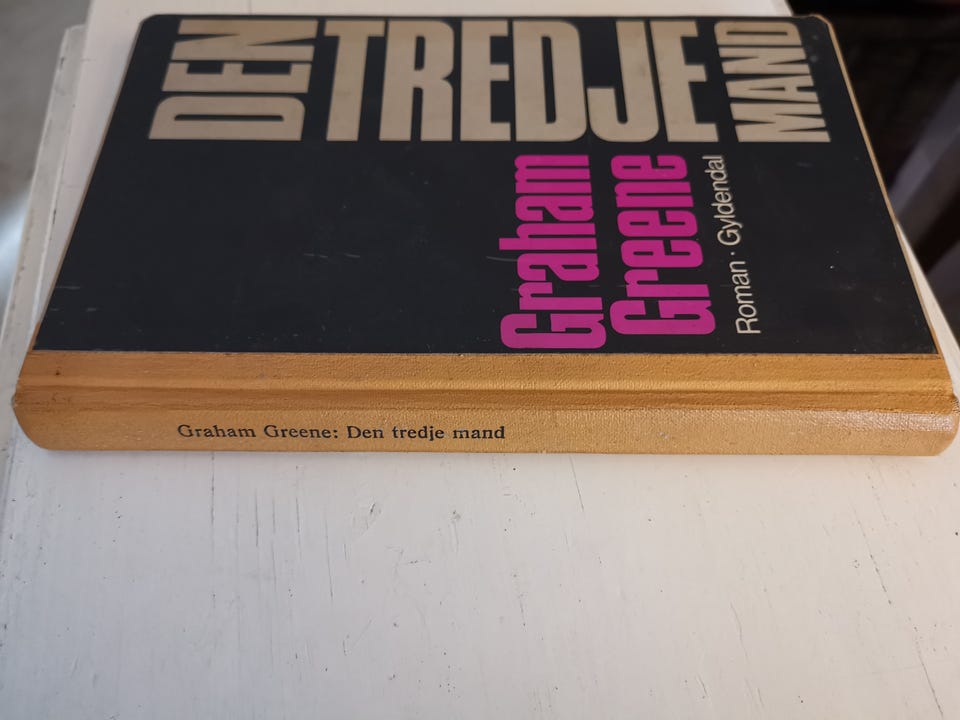 DEN
TREDJE
MAND
Graham
Greene
Roman · Gyldendal
Graham Greene: Den tredje mand